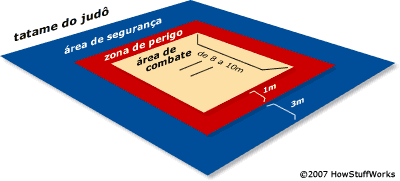 tatame do judô
área de segurança
zona de perigo
área de
combate
de 8 a 10m
1m
3m
©2007 HowStuffWorks